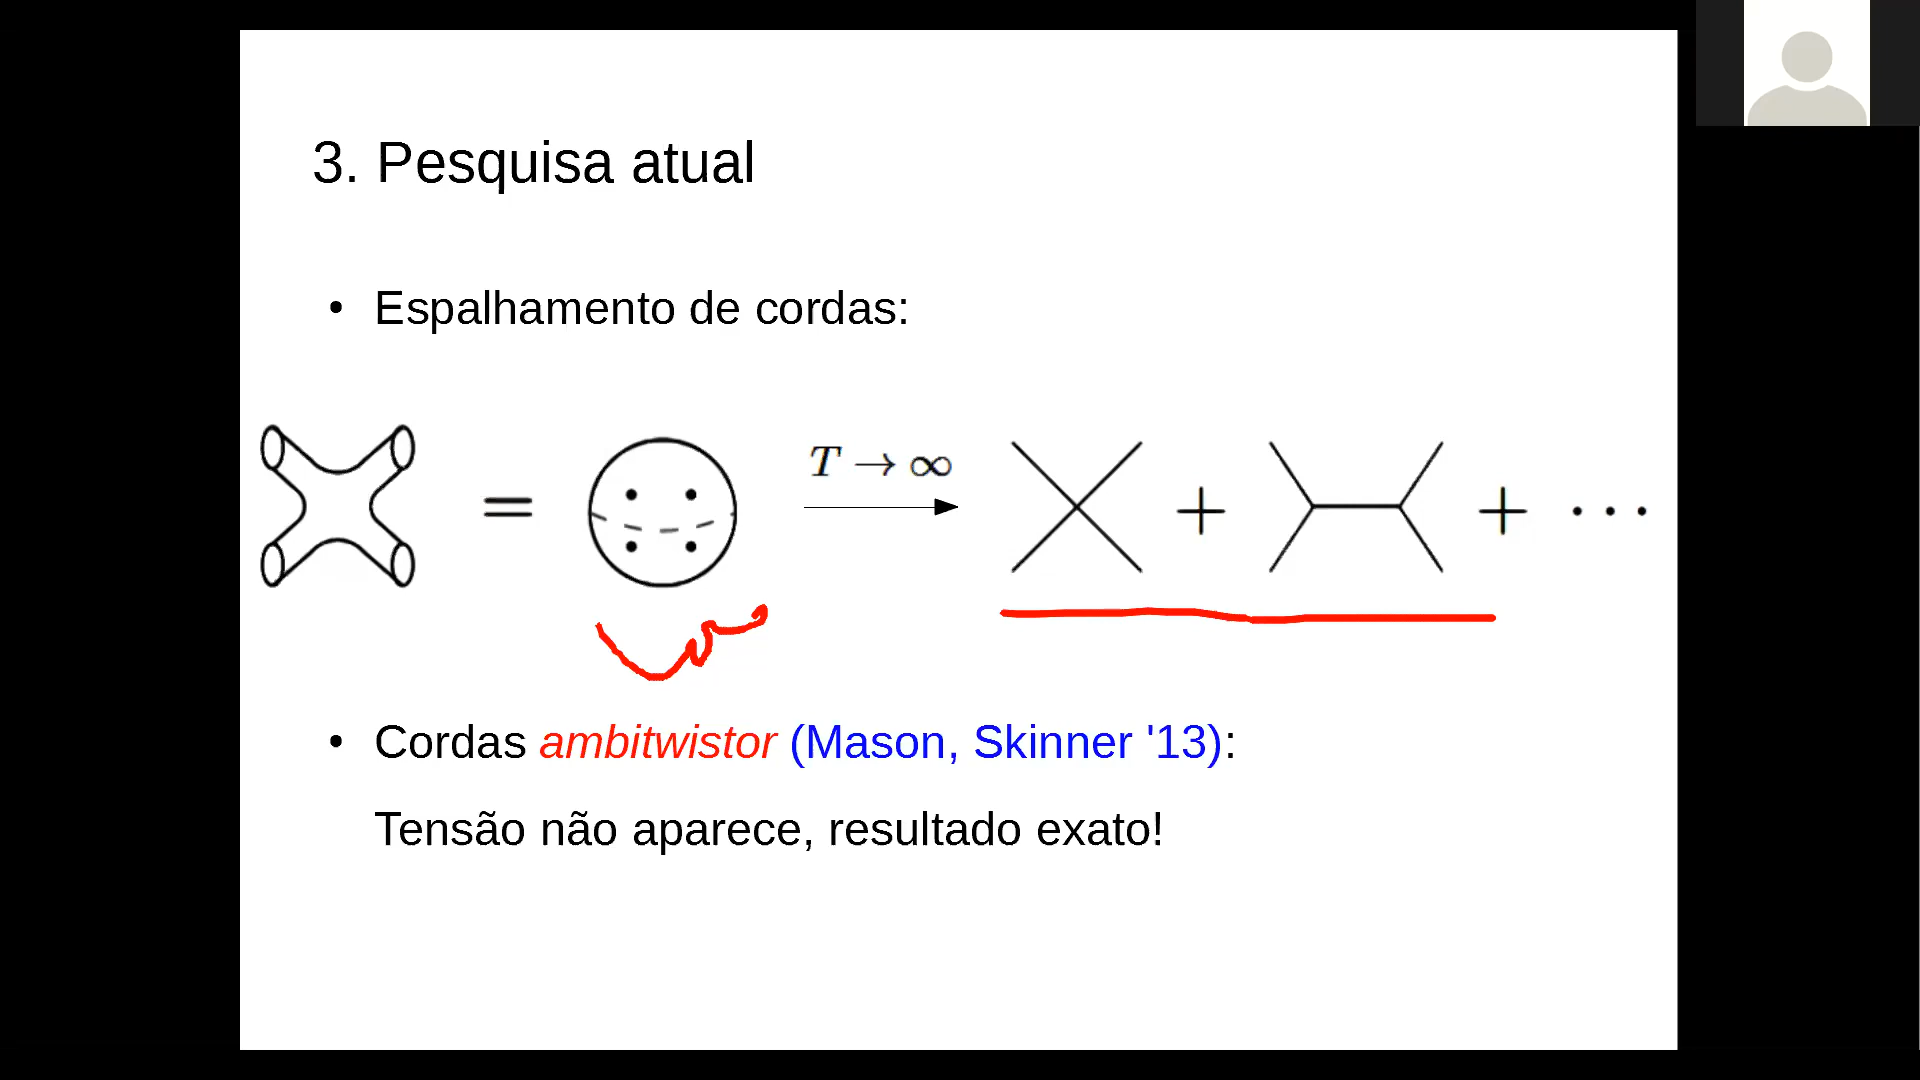 3. Pesquisa atual
• Espalhamento de cordas:
= T → ∞ + + ...
• Cordas ambitwistor (Mason, Skinner '13):
Tensão não aparece, resultado exato!